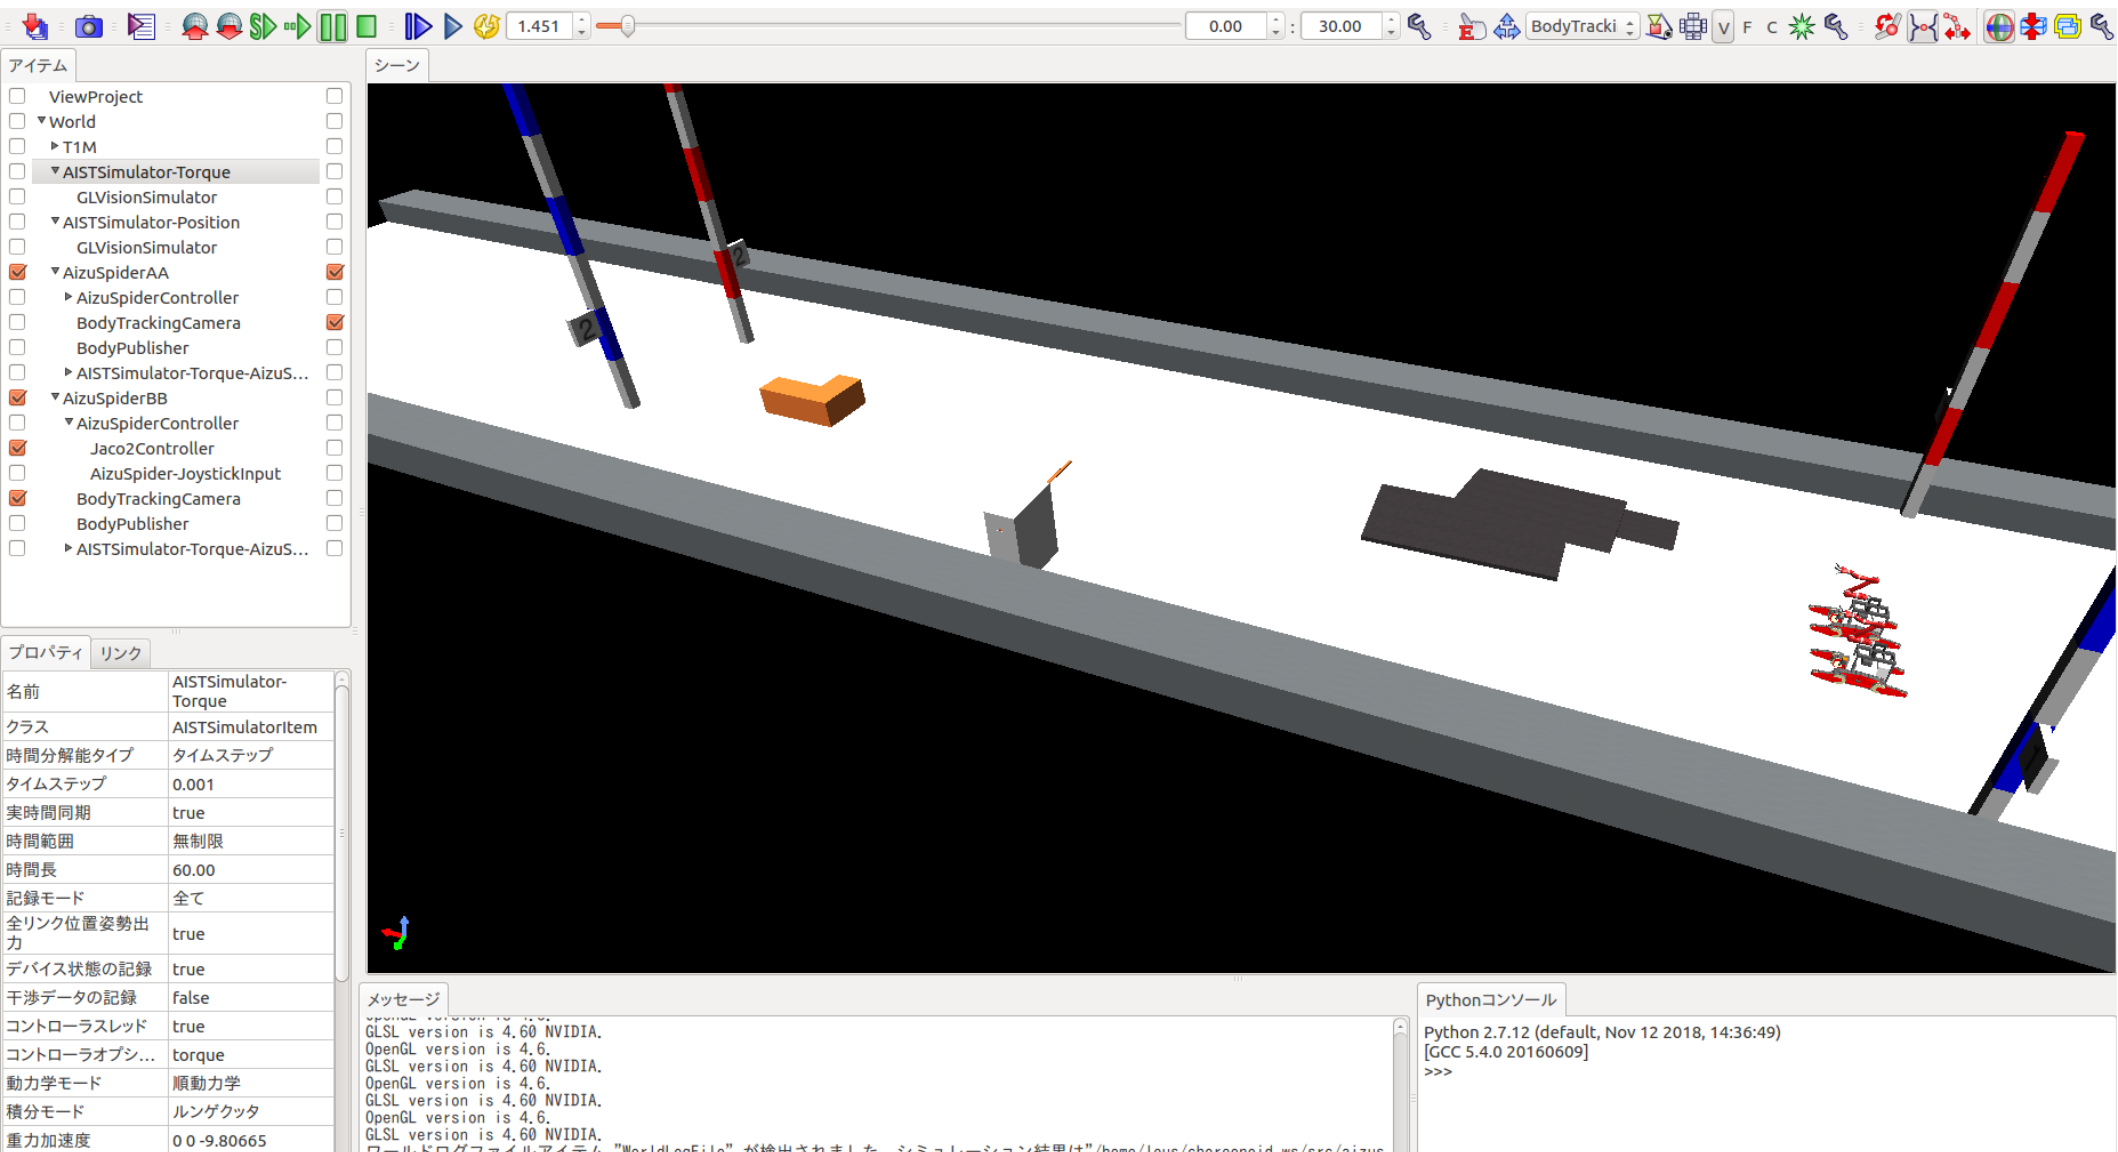 1.451
0.00
:
30.00
BodyTracki
V
F
C
アイテム
ViewProject
World
T1M
AISTSimulator-Torque
GLVisionSimulator
AISTSimulator-Position
GLVisionSimulator
AizuSpiderAA
AizuSpiderController
BodyTrackingCamera
BodyPublisher
AISTSimulator-Torque-AizuS...
AizuSpiderBB
AizuSpiderController
Jaco2Controller
AizuSpider-JoystickInput
BodyTrackingCamera
BodyPublisher
AISTSimulator-Torque-AizuS...
シーン
2
2
プロパティ リンク
名前 AISTSimulator-
Torque
クラス AISTSimulatorItem
時間分解能タイプ タイムステップ
タイムステップ 0.001
実時間同期 true
時間範囲 無制限
時間長 60.00
記録モード 全て
全リンク位置姿勢出
力 true
デバイス状態の記録 true
干渉データの記録 false
コントローラスレッド true
コントローラオプシ... torque
動力学モード 順動力学
積分モード ルンゲクッタ
重力加速度 0 0 -9.80665
メッセージ
GLSL version is 4.60 NVIDIA.
OpenGL version is 4.6.
GLSL version is 4.60 NVIDIA.
OpenGL version is 4.6.
GLSL version is 4.60 NVIDIA.
OpenGL version is 4.6.
GLSL version is 4.60 NVIDIA.
Pythonコンソール
Python 2.7.12 (default, Nov 12 2018, 14:36:49)
[GCC 5.4.0 20160609]
>>>